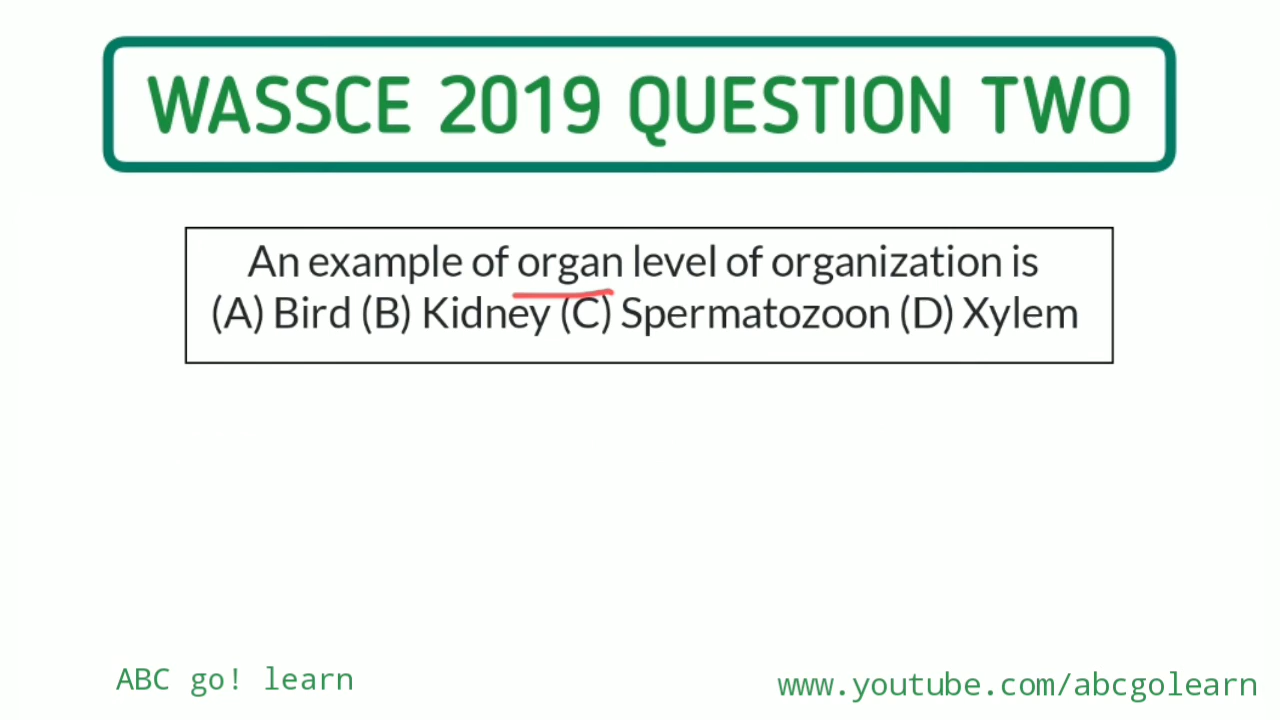 WASSCE 2019 QUESTION TWO
An example of organ level of organization is
(A) Bird (B) Kidney (C) Spermatozoon (D) Xylem
ABC go! learn
www.youtube.com/abcgolearn